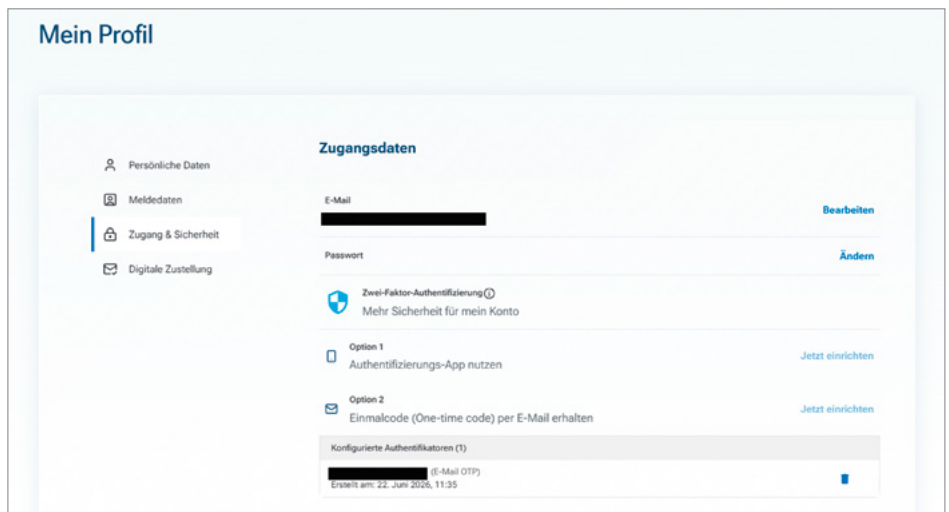 Mein Profil
Persönliche Daten
Meldedaten
Zugang & Sicherheit
Digitale Zustellung
Zugangsdaten
E-Mail
Bearbeiten
Passwort
Ändern
Zwei-Faktor-Authentifizierung
Mehr Sicherheit für mein Konto
Option 1
Authentifizierungs-App nutzen
Jetzt einrichten
Option 2
Einmalcode (One-time code) per E-Mail erhalten
Jetzt einrichten
Konfigurierte Authentifikatoren (1)
(E-Mail OTP)
Erstellt am: 22. Juni 2026, 11:35